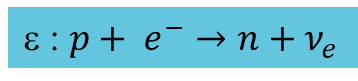 ε : p + e⁻ → n + νₑ